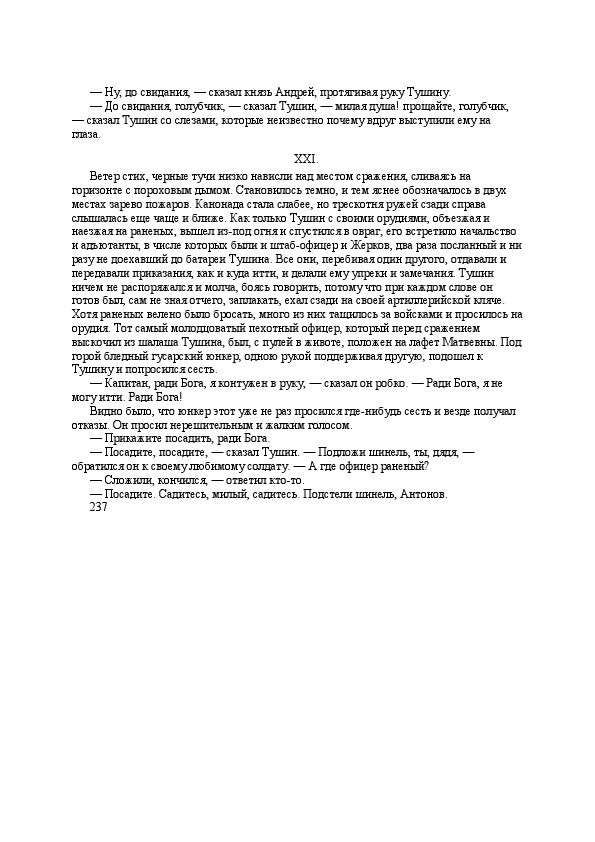 — Ну, до свидания, — сказал князь Андрей, протягивая руку Тушину.
— До свидания, голубчик, — сказал Тушин, — милая душа! прощайте, голубчик,
— сказал Тушин со слезами, которые неизвестно почему вдруг выступили ему на
глаза.
XXI.
Ветер стих, черные тучи низко нависли над местом сражения, сливаясь на
горизонте с пороховым дымом. Становилось темно, и тем яснее обозначалось в двух
местах зарево пожаров. Канонада стала слабее, но трескотня ружей сзади справа
слышалась еще чаще и ближе. Как только Тушин с своими орудиями, объезжая и
наезжая на раненых, вышел из-под огня и спустился в овраг, его встретило начальство
и адъютанты, в числе которых были и штаб-офицер и Жерков, два раза посланный и ни
разу не доехавший до батареи Тушина. Все они, перебивая один другого, отдавали и
передавали приказания, как и куда итти, и делали ему упреки и замечания. Тушин
ничем не распоряжался и молча, боясь говорить, потому что при каждом слове он
готов был, сам не зная отчего, заплакать, ехал сзади на своей артиллерийской кляче.
Хотя раненых велено было бросать, много из них тащилось за войсками и просилось на
орудия. Тот самый молодцоватый пехотный офицер, который перед сражением
выскочил из шалаша Тушина, был, с пулей в животе, положен на лафет Матвевны. Под
горой бледный гусарский юнкер, одною рукой поддерживая другую, подошел к
Тушину и попросился сесть.
— Капитан, ради Бога, я контужен в руку, — сказал он робко. — Ради Бога, я не
могу итти. Ради Бога!
Видно было, что юнкер этот уже не раз просился где-нибудь сесть и везде получал
отказы. Он просил нерешительным и жалким голосом.
— Прикажите посадить, ради Бога.
— Посадите, посадите, — сказал Тушин. — Подложи шинель, ты, дядя, —
обратился он к своему любимому солдату. — А где офицер раненый?
— Сложили, кончился, — ответил кто-то.
— Посадите. Садитесь, милый, садитесь. Подстели шинель, Антонов.
237